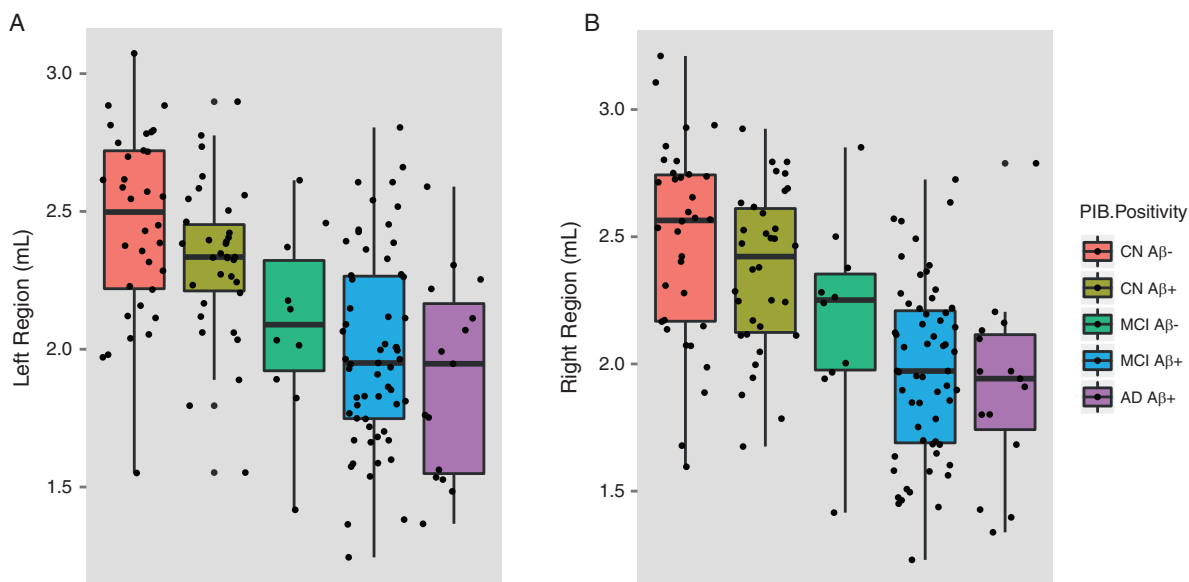 A
Left Region (mL)
3.0
2.5
2.0
1.5
B
Right Region (mL)
3.0
2.5
2.0
1.5
PIB.Positivity
CN Aβ-
CN Aβ+
MCI Aβ-
MCI Aβ+
AD Aβ+